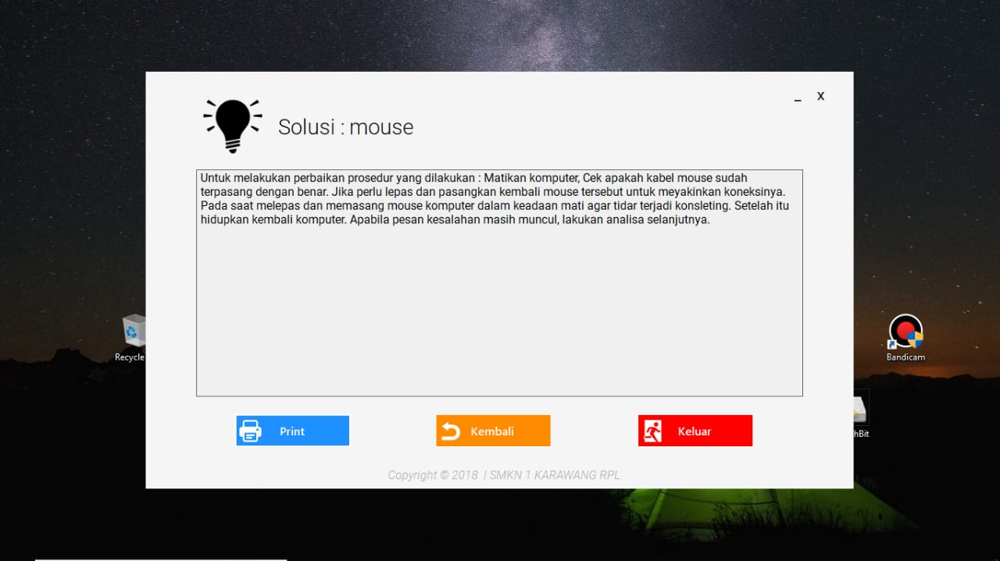 _ X
Solusi : mouse
Untuk melakukan perbaikan prosedur yang dilakukan : Matikan komputer, Cek apakah kabel mouse sudah
terpasang dengan benar. Jika perlu lepas dan pasangkan kembali mouse tersebut untuk meyakinkan koneksinya.
Pada saat melepas dan memasang mouse komputer dalam keadaan mati agar tidar terjadi konsleting. Setelah itu
hidupkan kembali komputer. Apabila pesan kesalahan masih muncul, lakukan analisa selanjutnya.
Recycle
Bandicam
hBit
Print
Kembali
Keluar
Copyright © 2018 | SMKN 1 KARAWANG RPL